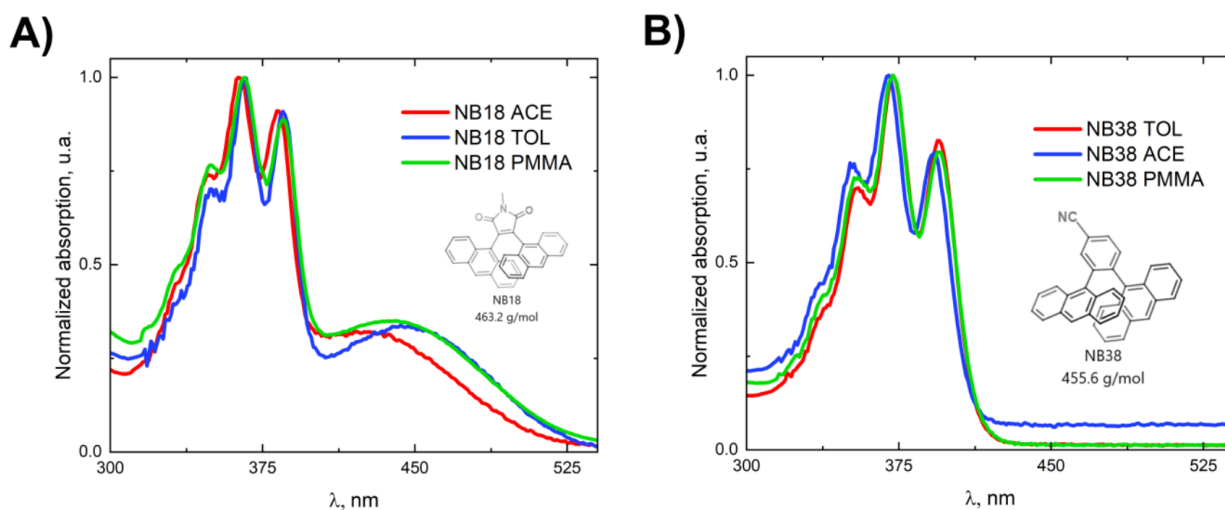 A)
B)
Normalized absorption, u.a.
1.0
0.5
0.0
NB18 ACE
NB18 TOL
NB18 PMMA
N
O
O
NB18
463.2 g/mol
300
375
450
525
λ, nm
Normalized absorption, u.a.
1.0
0.5
0.0
NB38 TOL
NB38 ACE
NB38 PMMA
NC
NB38
455.6 g/mol
300
375
450
525
λ, nm